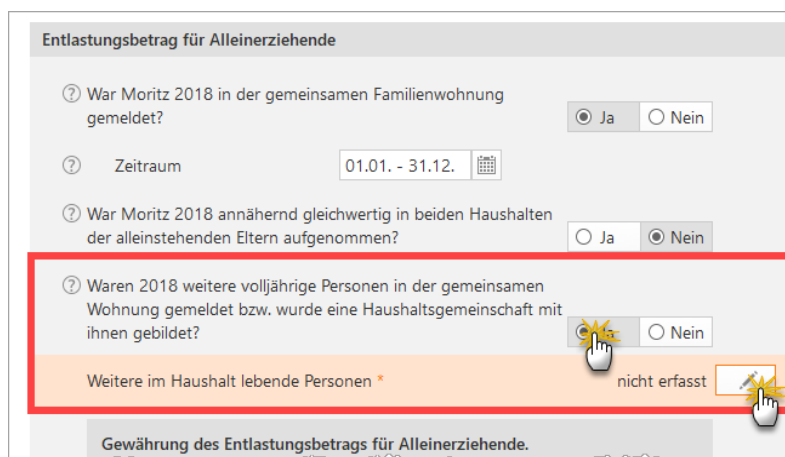 Entlastungsbetrag für Alleinerziehende
War Moritz 2018 in der gemeinsamen Familienwohnung
gemeldet?
Ja Nein
Zeitraum 01.01. - 31.12.
War Moritz 2018 annähernd gleichwertig in beiden Haushalten
der alleinstehenden Eltern aufgenommen?
Ja Nein
Waren 2018 weitere volljährige Personen in der gemeinsamen
Wohnung gemeldet bzw. wurde eine Haushaltsgemeinschaft mit
ihnen gebildet?
Nein
Weitere im Haushalt lebende Personen * nicht erfasst
Gewährung des Entlastungsbetrags für Alleinerziehende.